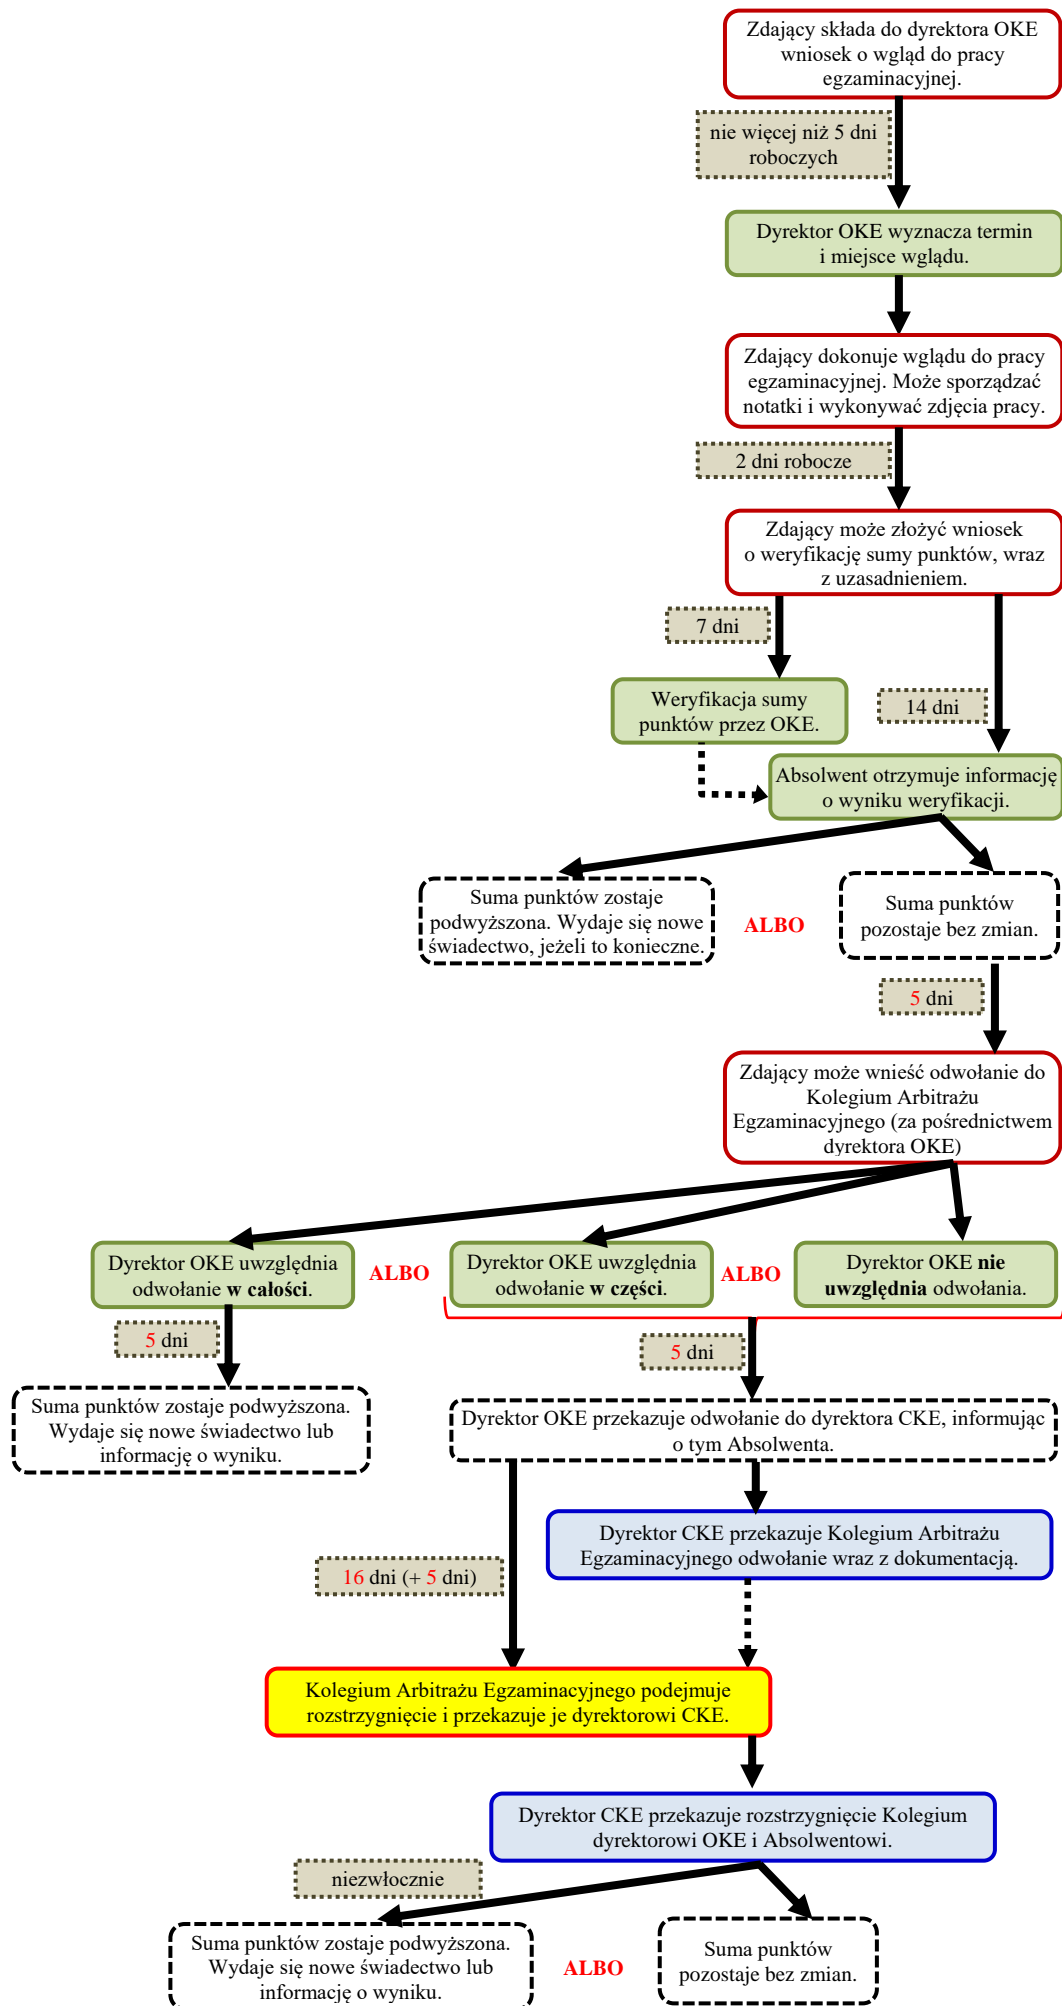 Zdający składa do dyrektora OKE
wniosek o wgląd do pracy
egzaminacyjnej.
nie więcej niż 5 dni
roboczych
Dyrektor OKE wyznacza termin
i miejsce wglądu.
Zdający dokonuje wglądu do pracy
egzaminacyjnej. Może sporządzać
notatki i wykonywać zdjęcia pracy.
2 dni robocze
Zdający może złożyć wniosek
o weryfikację sumy punktów, wraz
z uzasadnieniem.
7 dni
Weryfikacja sumy
punktów przez OKE.
14 dni
Absolwent otrzymuje informację
o wyniku weryfikacji.
Suma punktów zostaje
podwyższona. Wydaje się nowe
świadectwo, jeżeli to konieczne.
ALBO
Suma punktów
pozostaje bez zmian.
5 dni
Zdający może wnieść odwołanie do
Kolegium Arbitrażu
Egzaminacyjnego (za pośrednictwem
dyrektora OKE)
Dyrektor OKE uwzględnia
odwołanie w całości.
ALBO
Dyrektor OKE uwzględnia
odwołanie w części.
ALBO
Dyrektor OKE nie
uwzględnia odwołania.
5 dni
5 dni
Suma punktów zostaje podwyższona.
Wydaje się nowe świadectwo lub
informację o wyniku.
Dyrektor OKE przekazuje odwołanie do dyrektora CKE, informując
o tym Absolwenta.
Dyrektor CKE przekazuje Kolegium Arbitrażu
Egzaminacyjnego odwołanie wraz z dokumentacją.
16 dni (+ 5 dni)
Kolegium Arbitrażu Egzaminacyjnego podejmuje
rozstrzygnięcie i przekazuje je dyrektorowi CKE.
Dyrektor CKE przekazuje rozstrzygnięcie Kolegium
dyrektorowi OKE i Absolwentowi.
niezwłocznie
Suma punktów zostaje podwyższona.
Wydaje się nowe świadectwo lub
informację o wyniku.
ALBO
Suma punktów
pozostaje bez zmian.